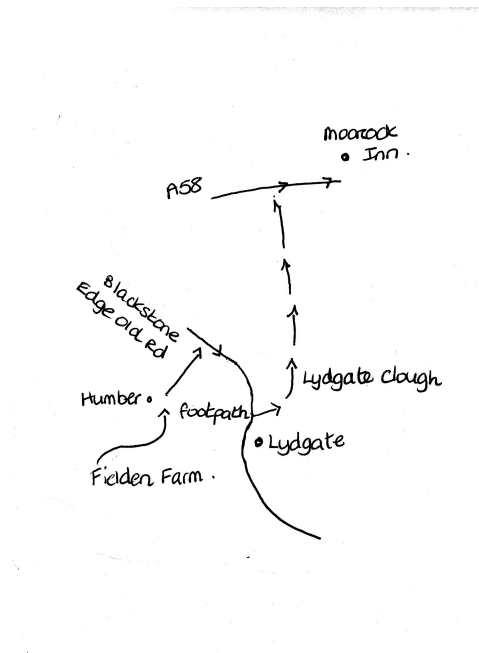 Moorcock
Inn.
A58
Blackstone
Edge Old Rd
Lydgate Clough
Humber
footpath
Lydgate
Fielden Farm.